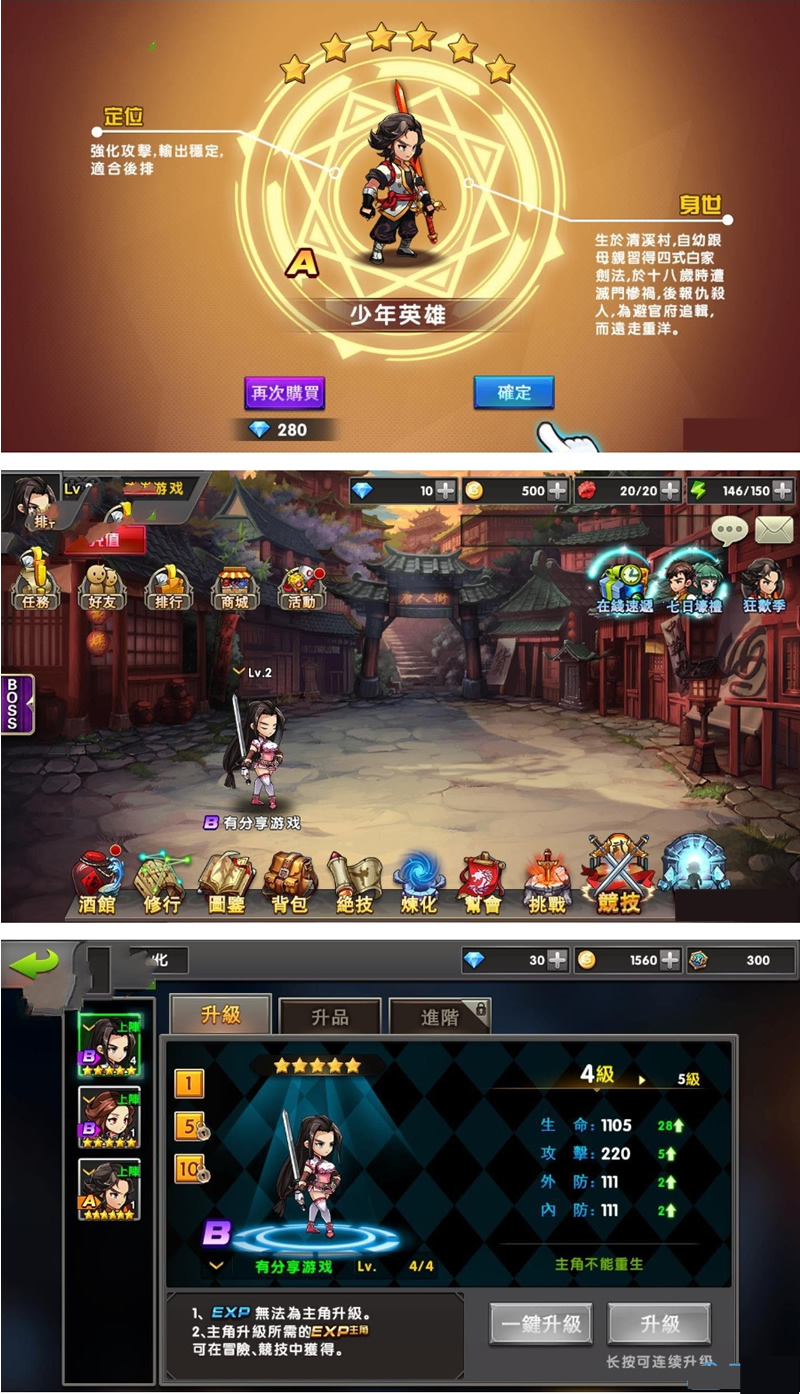 定位
強化攻擊,輸出穩定,
適合後排
身世
生於清溪村,自幼跟
母親習得四式白家
劍法,於十八歲時遭
滅門慘禍,後報仇殺
人,為避官府追輯,
而遠走重洋。
A
少年英雄
再次購買
確定
280
Lv
游戏
10
500
20/20
146/150
排
值
任務
好友
排行
商城
活動
唐人街
在綫速遞
七日壕禮
狂歡季
BOSS
Lv.2
B 有分享游戏
酒館
修行
圖鑒
背包
絕技
煉化
幫會
挑戰
競技
化
30
1560
300
升級
升品
進階
上陣
B
4
上陣
B
1
上陣
A
1
1
5
10
4級
5級
生 命: 1105 28
攻 擊: 220 5
外 防: 111 2
內 防: 111 2
B
有分享游戏 Lv. 4/4
主角不能重生
1、EXP 無法為主角升級。
2、主角升級所需的EXP主角
可在冒險、競技中獲得。
一鍵升級
升級
长按可连续升级